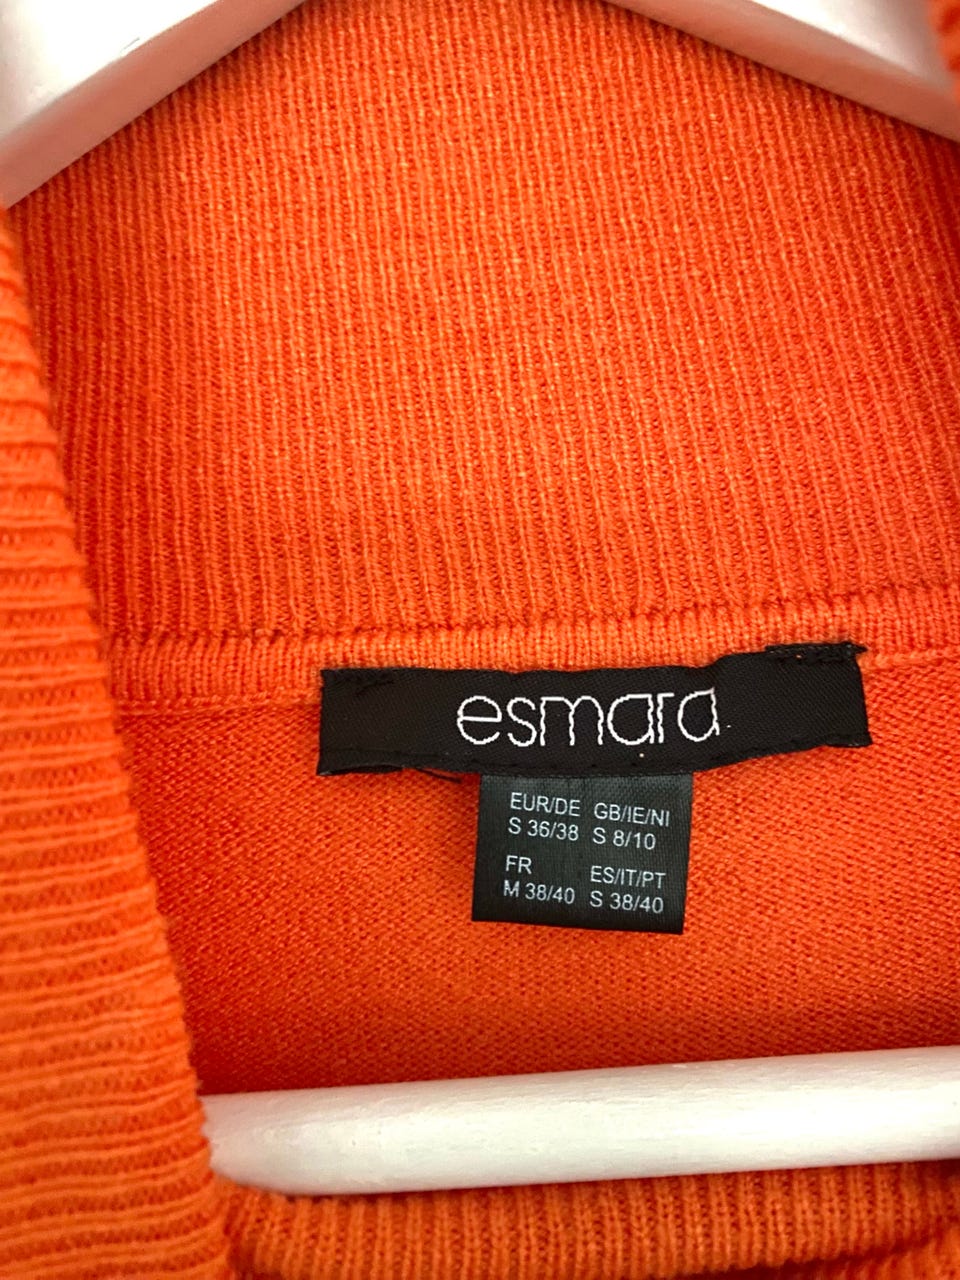 esmara
EUR/DE GB/IE/NI
S 36/38 S 8/10
FR ES/IT/PT
M 38/40 S 38/40